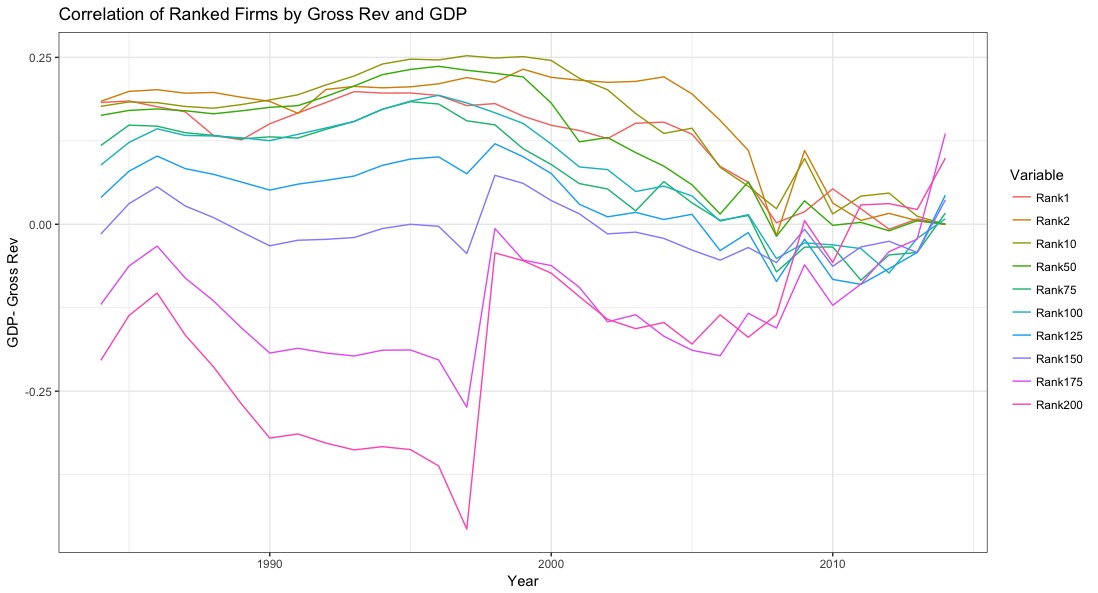 Correlation of Ranked Firms by Gross Rev and GDP
GDP- Gross Rev
0.25
0.00
-0.25
1990
2000
2010
Year
Variable
Rank1
Rank2
Rank10
Rank50
Rank75
Rank100
Rank125
Rank150
Rank175
Rank200